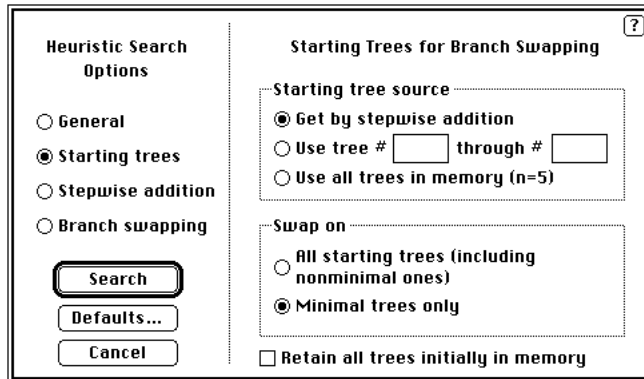 ?
Heuristic Search
Options
General
Starting trees
Stepwise addition
Branch swapping
Search
Defaults...
Cancel
Starting Trees for Branch Swapping
Starting tree source
Get by stepwise addition
Use tree # through #
Use all trees in memory (n=5)
Swap on
All starting trees (including
nonminimal ones)
Minimal trees only
Retain all trees initially in memory